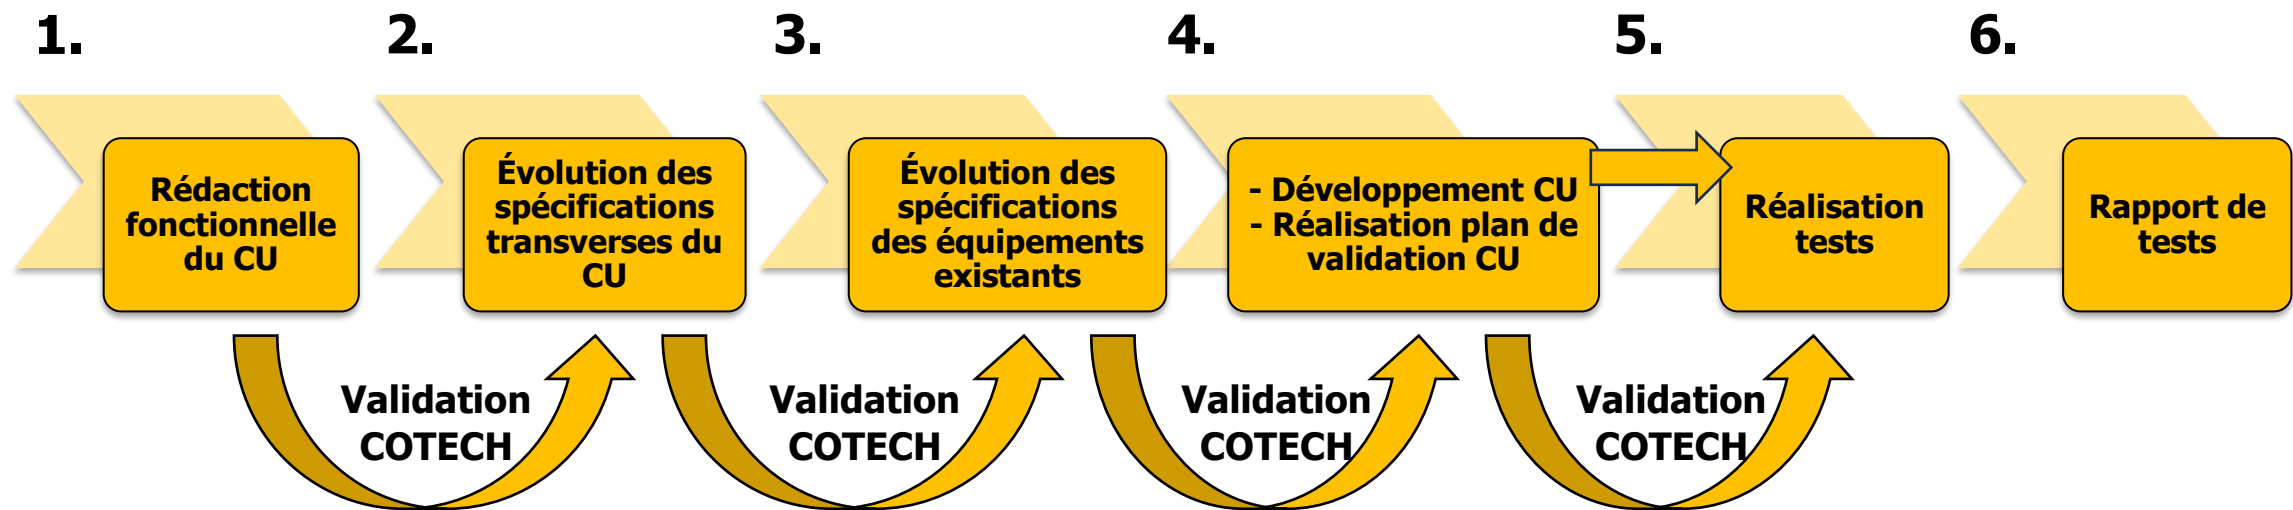 1.
2.
3.
4.
5.
6.
Rédaction
fonctionnelle
du CU
Évolution des
spécifications
transverses du
CU
Évolution des
spécifications
des équipements
existants
- Développement CU
- Réalisation plan de
validation CU
Réalisation
tests
Rapport de
tests
Validation
COTECH
Validation
COTECH
Validation
COTECH
Validation
COTECH